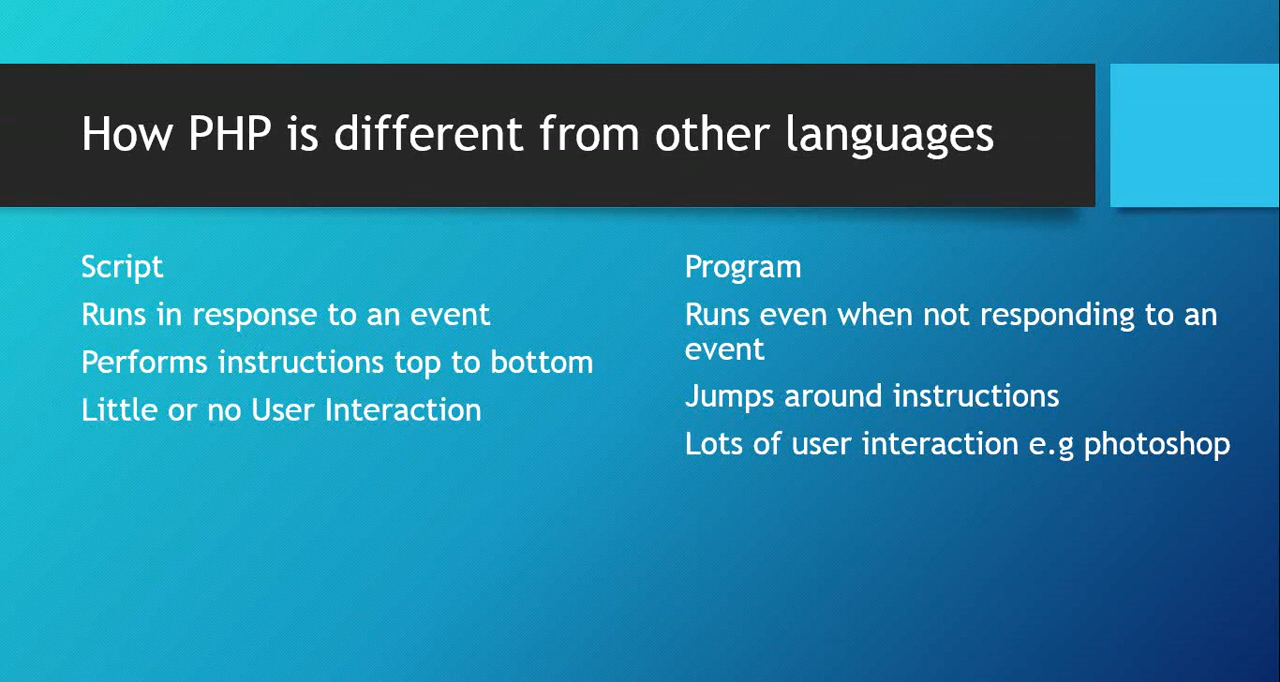 How PHP is different from other languages
Script
Runs in response to an event
Performs instructions top to bottom
Little or no User Interaction
Program
Runs even when not responding to an
event
Jumps around instructions
Lots of user interaction e.g photoshop